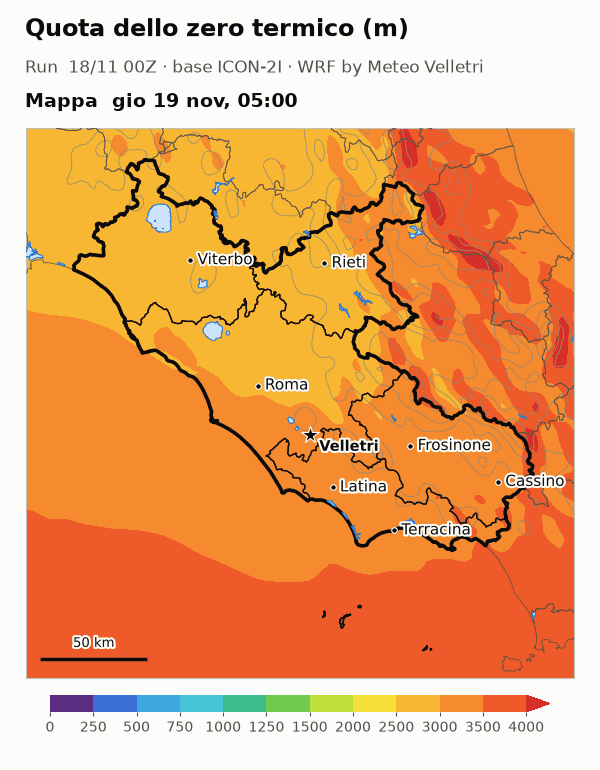 Quota dello zero termico (m)
Run  18/11 00Z · base ICON-2I · WRF by Meteo Velletri
Mappa  gio 19 nov, 05:00
Viterbo
Rieti
Roma
Velletri
Frosinone
Latina
Cassino
Terracina
50 km
0 250 500 750 1000 1250 1500 2000 2500 3000 3500 4000